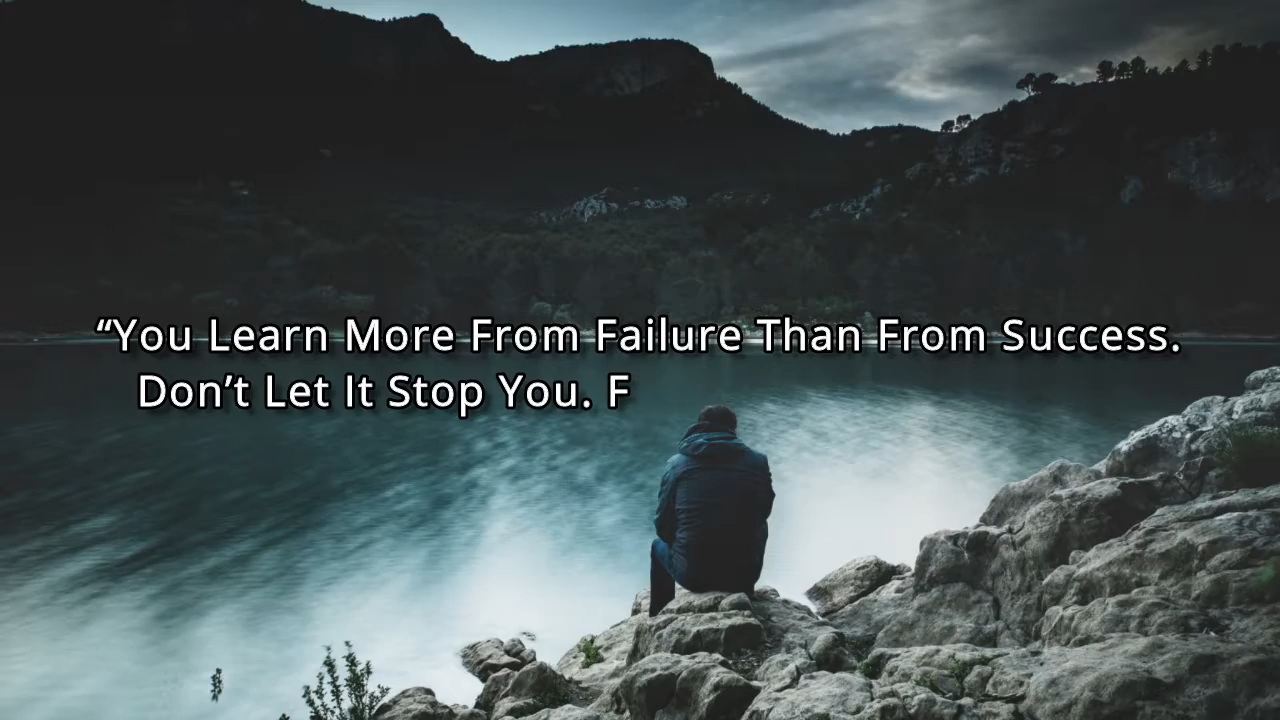 “You Learn More From Failure Than From Success.
Don’t Let It Stop You. F